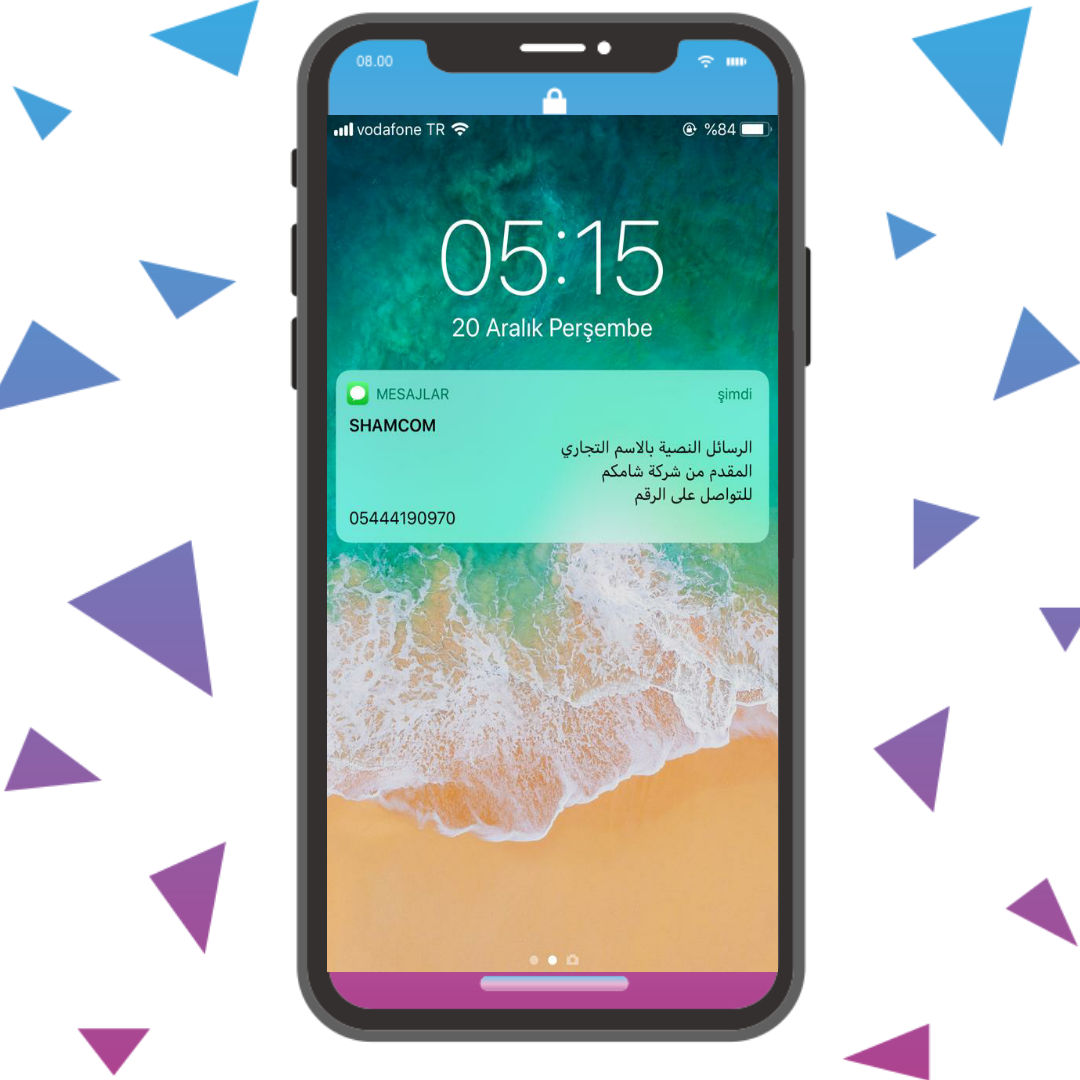 08.00
vodafone TR
%84
05:15
20 Aralık Perşembe
MESAJLAR
şimdi
SHAMCOM
الرسائل النصية بالاسم التجاري
المقدم من شركة شامكم
للتواصل على الرقم
05444190970